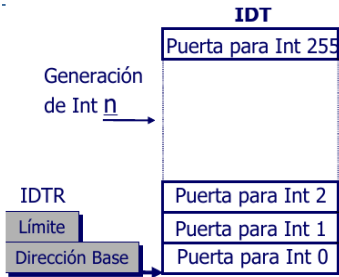 IDT
Puerta para Int 255
Generación
de Int n
IDTR
Puerta para Int 2
Límite
Puerta para Int 1
Dirección Base
Puerta para Int 0